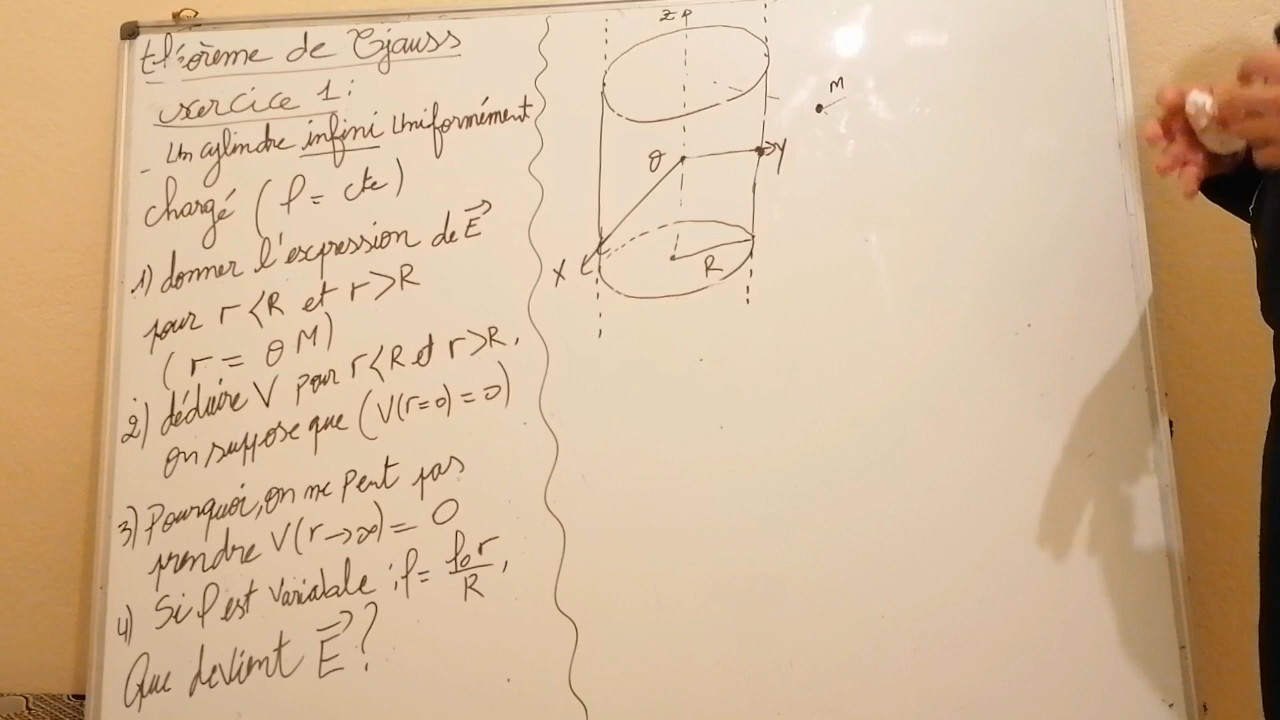 théorème de Gauss
exercice 1:
- Un cylindre infini uniformément
chargé (ρ = cte)
1) donner l'expression de E⃗
pour r < R et r > R
(r = OM)
2) déduire V pour r < R et r > R,
on suppose que (V(r=0) = 0)
3) Pourquoi, on ne peut pas
prendre V(r→∞) = 0
4) Si ρ est variable : ρ = ρ₀r/R,
Que devient E⃗ ?
Z
M
O
Y
X
R